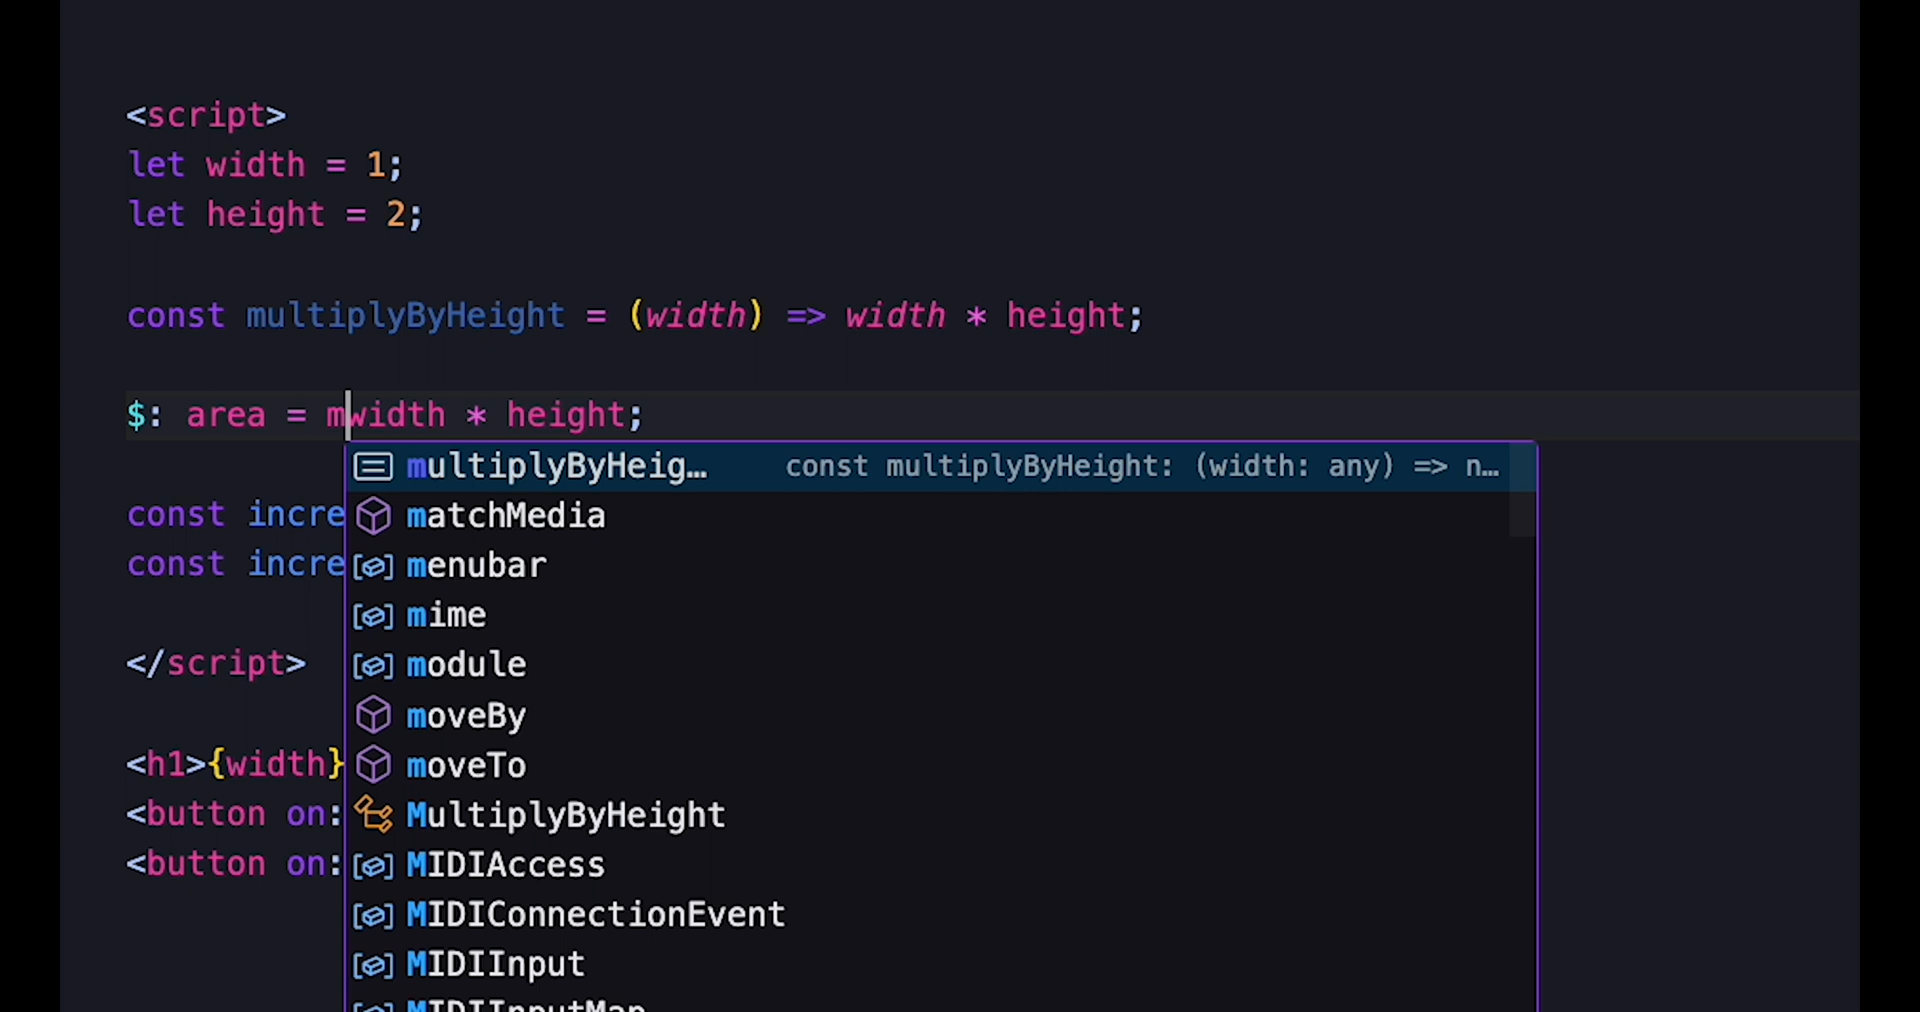 <script>
let width = 1;
let height = 2;
const multiplyByHeight = (width) => width * height;
$: area = mwidth * height;
multiplyByHeig… const multiplyByHeight: (width: any) => n…
const incre matchMedia
const incre menubar
mime
</script> module
moveBy
<h1>{width} moveTo
<button on: MultiplyByHeight
<button on: MIDIAccess
MIDIConnectionEvent
MIDIInput
MIDIInputMap